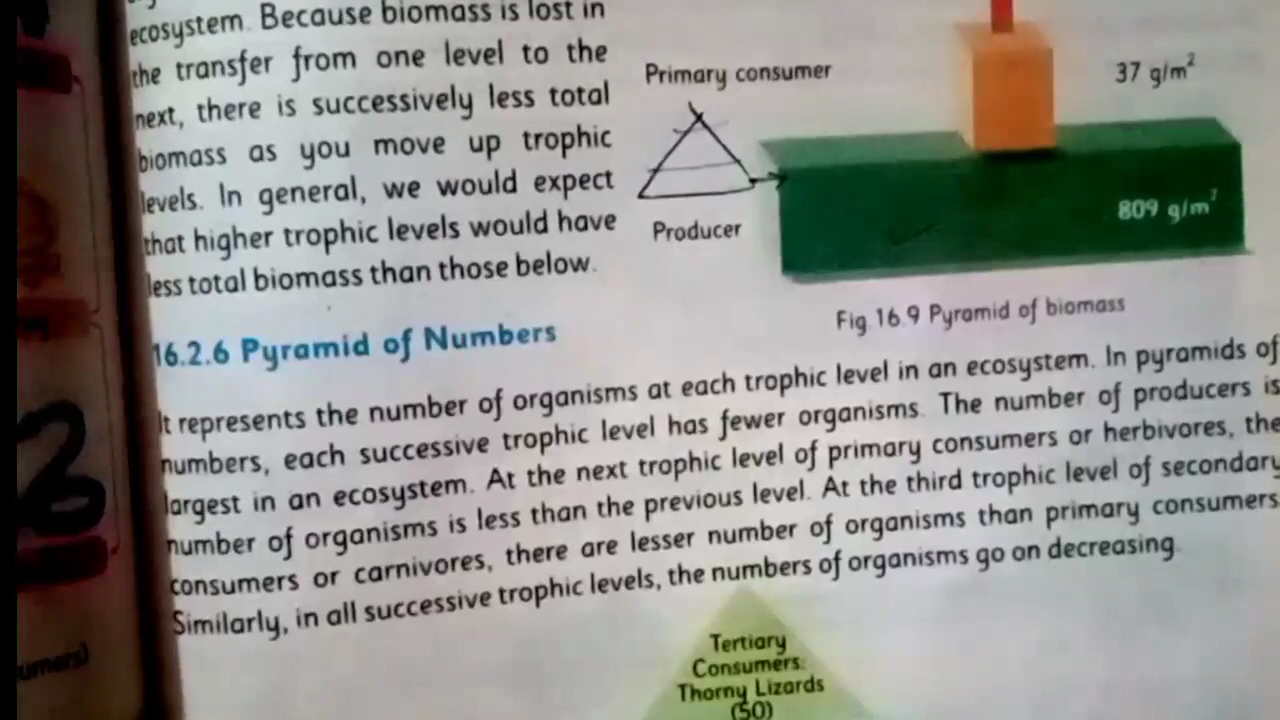 ecosystem. Because biomass is lost in
the transfer from one level to the
next, there is successively less total
biomass as you move up trophic
levels. In general, we would expect
that higher trophic levels would have
less total biomass than those below.
Primary consumer
37 g/m²
809 g/m²
Producer
Fig 16.9 Pyramid of biomass
16.2.6 Pyramid of Numbers
It represents the number of organisms at each trophic level in an ecosystem. In pyramids of
numbers, each successive trophic level has fewer organisms. The number of producers is
largest in an ecosystem. At the next trophic level of primary consumers or herbivores, the
number of organisms is less than the previous level. At the third trophic level of secondary
consumers or carnivores, there are lesser number of organisms than primary consumers
Similarly, in all successive trophic levels, the numbers of organisms go on decreasing.
Tertiary
Consumers:
Thorny Lizards
(50)
umers)
2